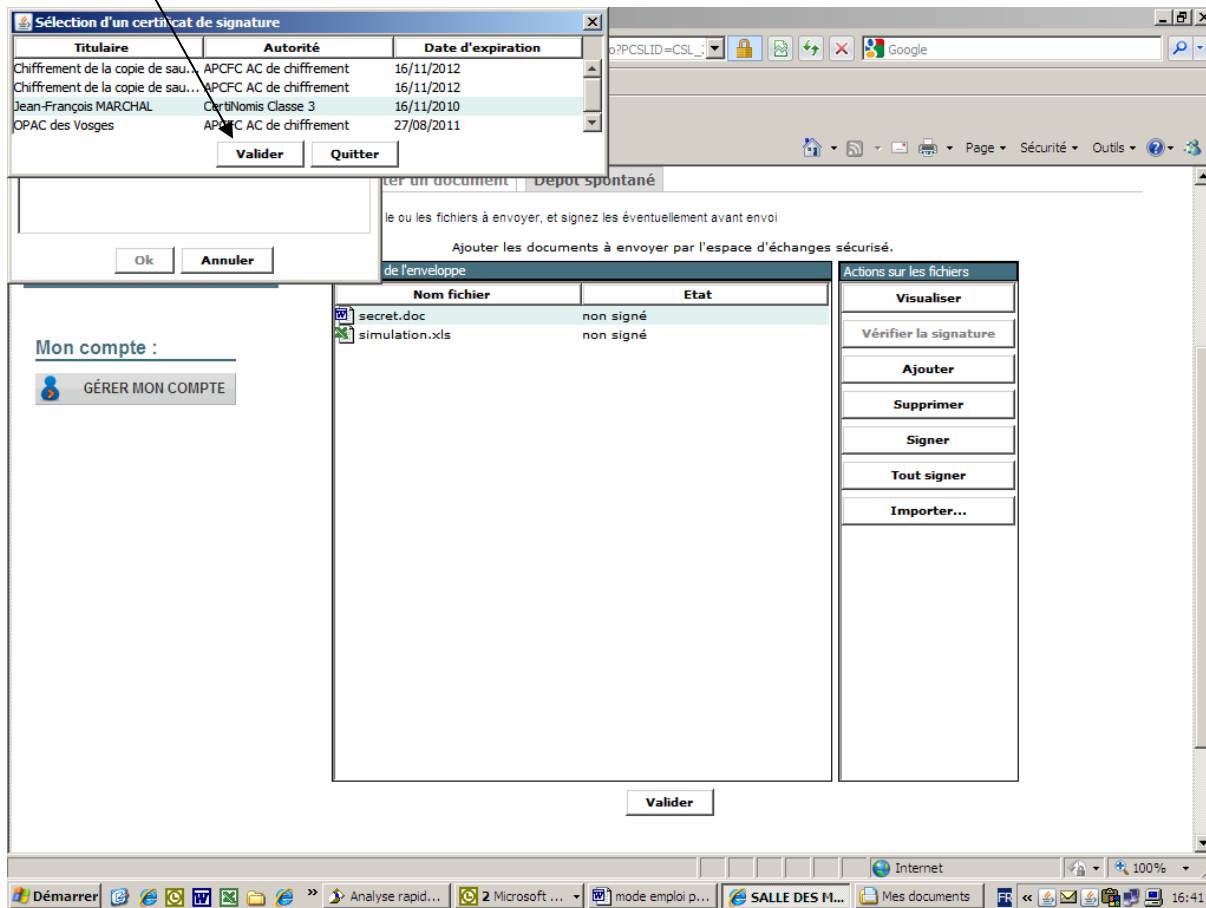 Sélection d'un certificat de signature
Titulaire Autorité Date d'expiration
Chiffrement de la copie de sau... APCFC AC de chiffrement 16/11/2012
Chiffrement de la copie de sau... APCFC AC de chiffrement 16/11/2012
Jean-François MARCHAL CertiNomis Classe 3 16/11/2010
OPAC des Vosges APCFC AC de chiffrement 27/08/2011
Valider Quitter
o?PCSLID=CSL_ Google
Page Sécurité Outils
ter un document Dépôt spontané
le ou les fichiers à envoyer, et signez les éventuellement avant envoi
Ok Annuler
Ajouter les documents à envoyer par l'espace d'échanges sécurisé.
de l'enveloppe
Nom fichier Etat
secret.doc non signé
simulation.xls non signé
Actions sur les fichiers
Visualiser
Vérifier la signature
Ajouter
Supprimer
Signer
Tout signer
Importer...
Mon compte :
GÉRER MON COMPTE
Valider
Internet 100%
Démarrer » Analyse rapid... 2 Microsoft ... mode emploi p... SALLE DES M... Mes documents FR « 16:41